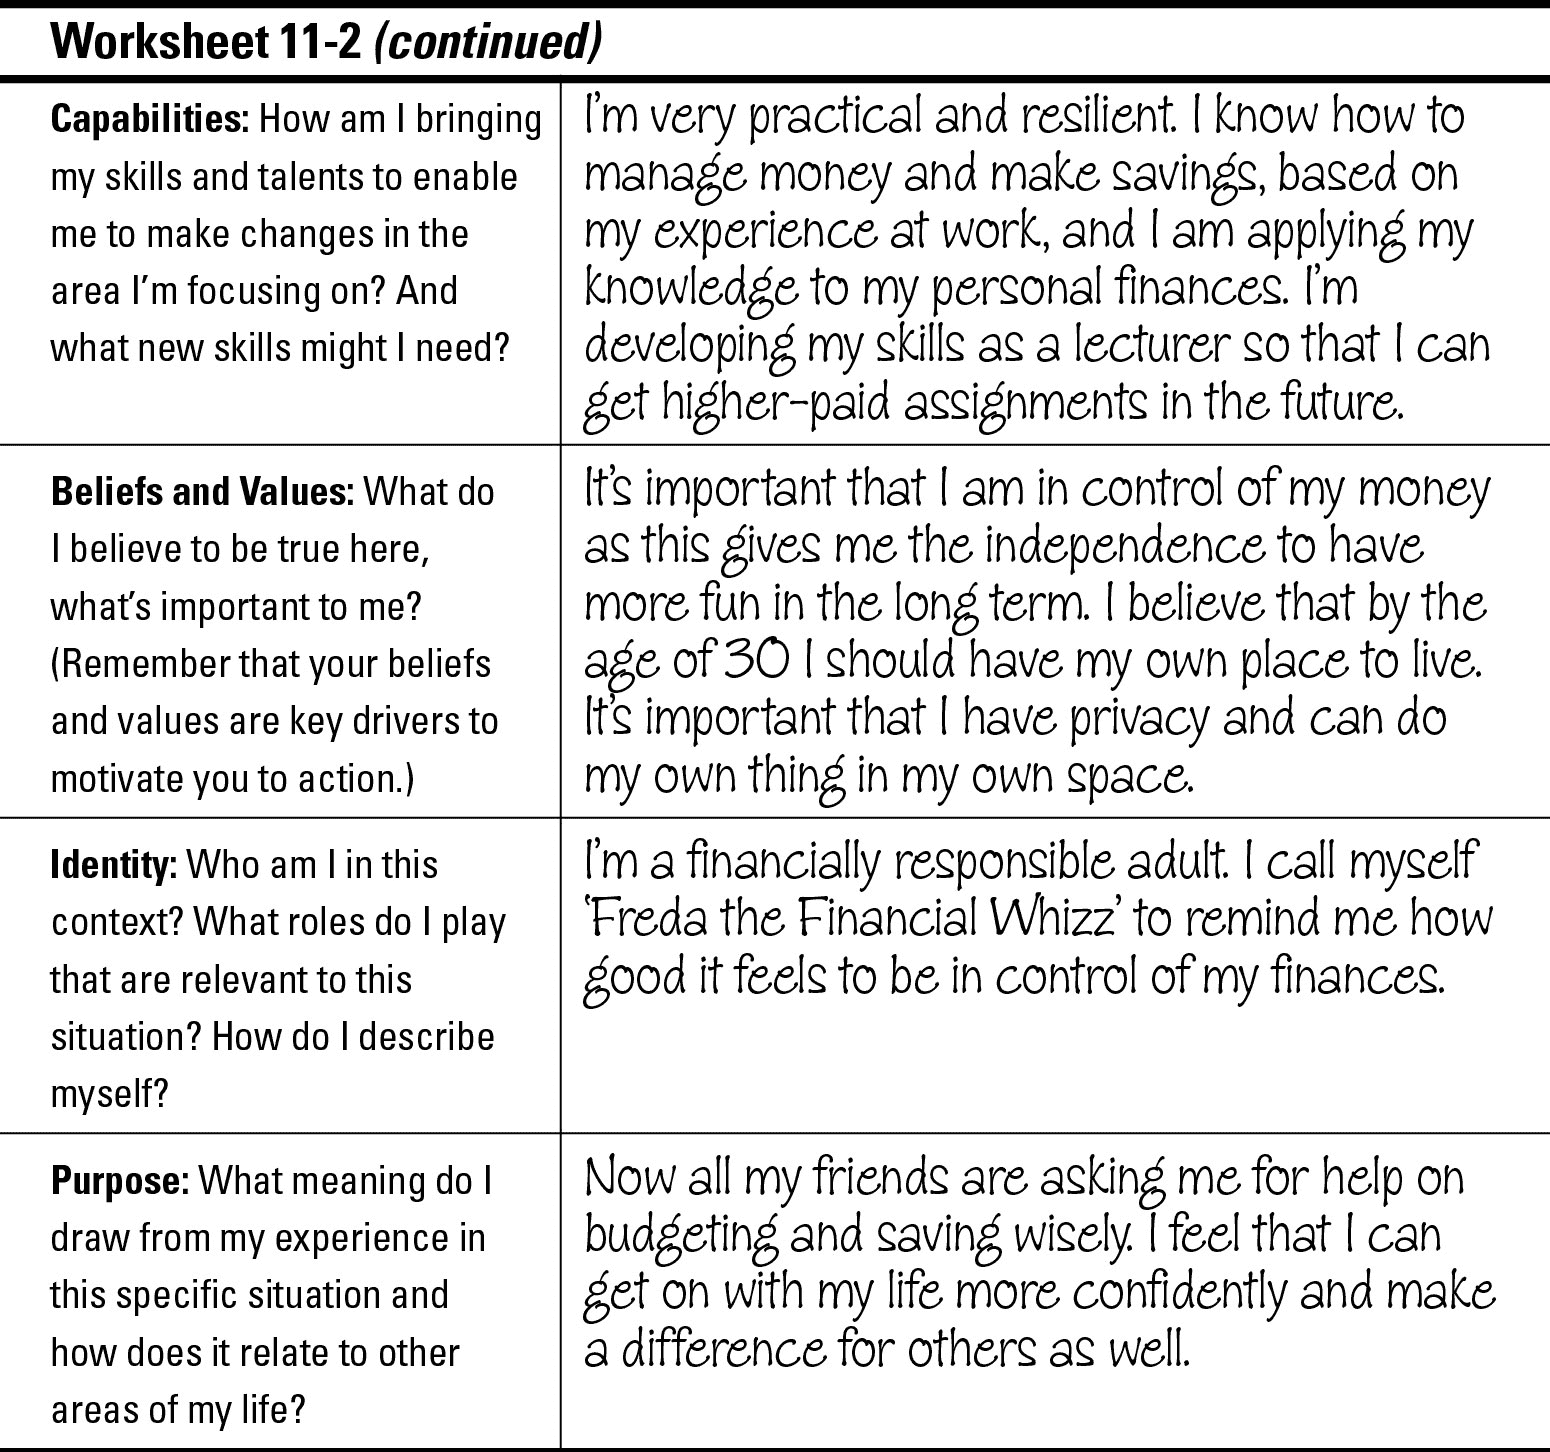 Worksheet 11-2 (continued)
Capabilities: How am I bringing
my skills and talents to enable
me to make changes in the
area I'm focusing on? And
what new skills might I need?
I'm very practical and resilient. I know how to
manage money and make savings, based on
my experience at work, and I am applying my
knowledge to my personal finances. I'm
developing my skills as a lecturer so that I can
get higher-paid assignments in the future.
Beliefs and Values: What do
I believe to be true here,
what's important to me?
(Remember that your beliefs
and values are key drivers to
motivate you to action.)
It's important that I am in control of my money
as this gives me the independence to have
more fun in the long term. I believe that by the
age of 30 I should have my own place to live.
It's important that I have privacy and can do
my own thing in my own space.
Identity: Who am I in this
context? What roles do I play
that are relevant to this
situation? How do I describe
myself?
I'm a financially responsible adult. I call myself
'Freda the Financial Whizz' to remind me how
good it feels to be in control of my finances.
Purpose: What meaning do I
draw from my experience in
this specific situation and
how does it relate to other
areas of my life?
Now all my friends are asking me for help on
budgeting and saving wisely. I feel that I can
get on with my life more confidently and make
a difference for others as well.